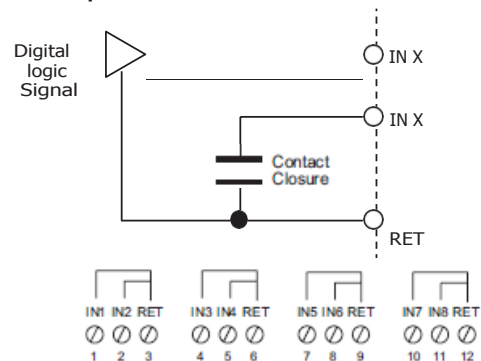 Digital
logic
Signal
IN X
IN X
Contact
Closure
RET
IN1 IN2 RET IN3 IN4 RET IN5 IN6 RET IN7 IN8 RET
1 2 3 4 5 6 7 8 9 10 11 12